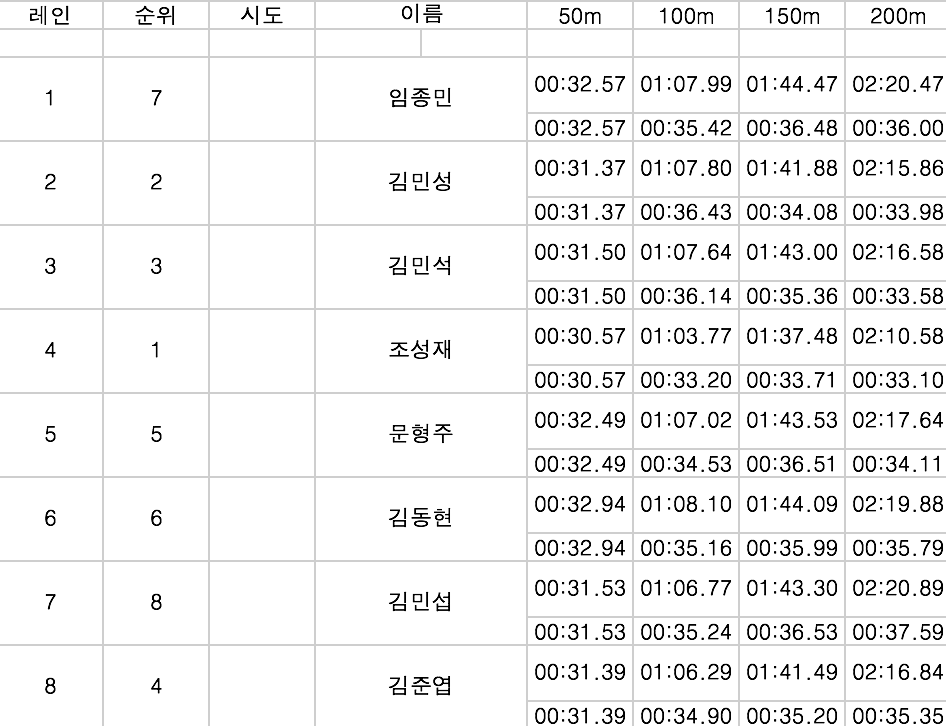 레인 순위 시도 이름 50m 100m 150m 200m
1 7 임종민 00:32.57 01:07.99 01:44.47 02:20.47
00:32.57 00:35.42 00:36.48 00:36.00
2 2 김민성 00:31.37 01:07.80 01:41.88 02:15.86
00:31.37 00:36.43 00:34.08 00:33.98
3 3 김민석 00:31.50 01:07.64 01:43.00 02:16.58
00:31.50 00:36.14 00:35.36 00:33.58
4 1 조성재 00:30.57 01:03.77 01:37.48 02:10.58
00:30.57 00:33.20 00:33.71 00:33.10
5 5 문형주 00:32.49 01:07.02 01:43.53 02:17.64
00:32.49 00:34.53 00:36.51 00:34.11
6 6 김동현 00:32.94 01:08.10 01:44.09 02:19.88
00:32.94 00:35.16 00:35.99 00:35.79
7 8 김민섭 00:31.53 01:06.77 01:43.30 02:20.89
00:31.53 00:35.24 00:36.53 00:37.59
8 4 김준엽 00:31.39 01:06.29 01:41.49 02:16.84
00:31.39 00:34.90 00:35.20 00:35.35